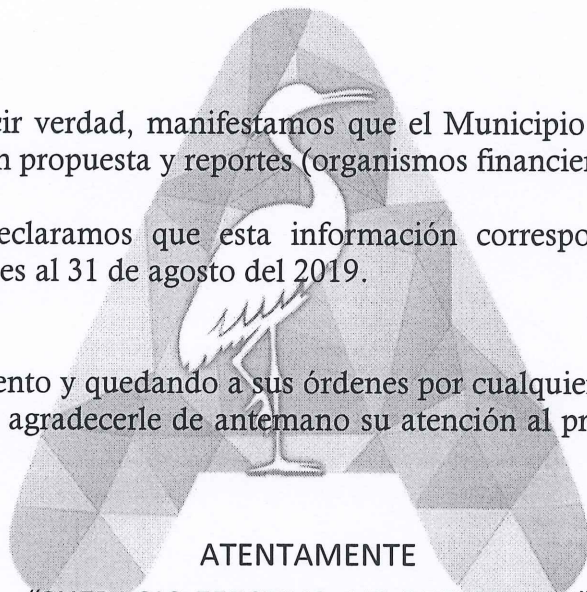 cir verdad, manifestamos que el Municipio
n propuesta y reportes (organismos financier
eclaramos que esta información correspo
es al 31 de agosto del 2019.
ento y quedando a sus órdenes por cualquier
agradecerle de antemano su atención al pr
ATENTAMENTE